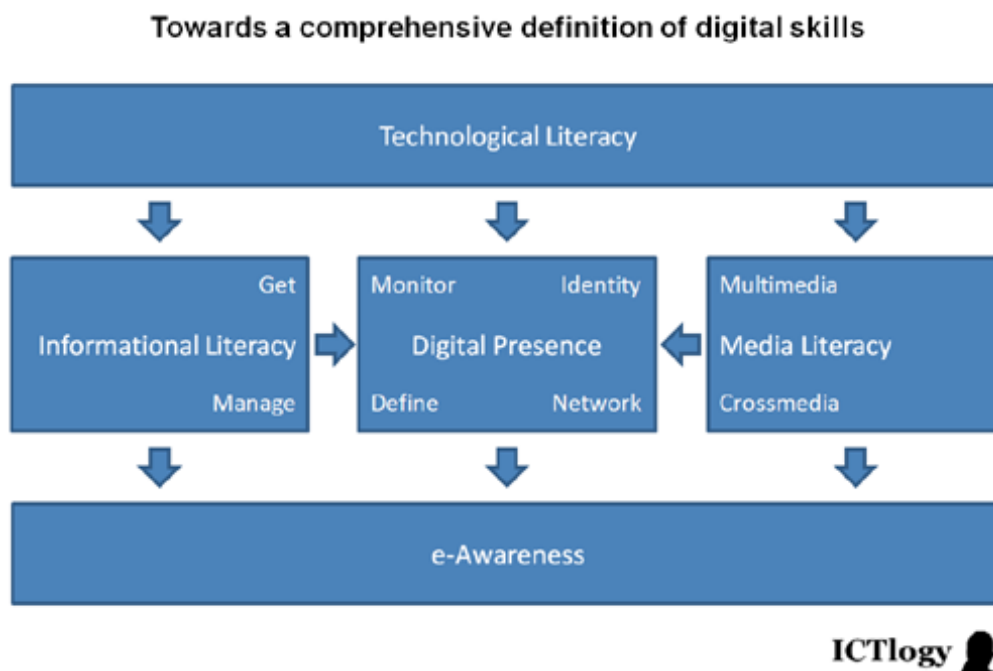 Towards a comprehensive definition of digital skills
Technological Literacy
Get
Informational Literacy
Manage
Monitor Identity
Digital Presence
Define Network
Multimedia
Media Literacy
Crossmedia
e-Awareness
ICTlogy